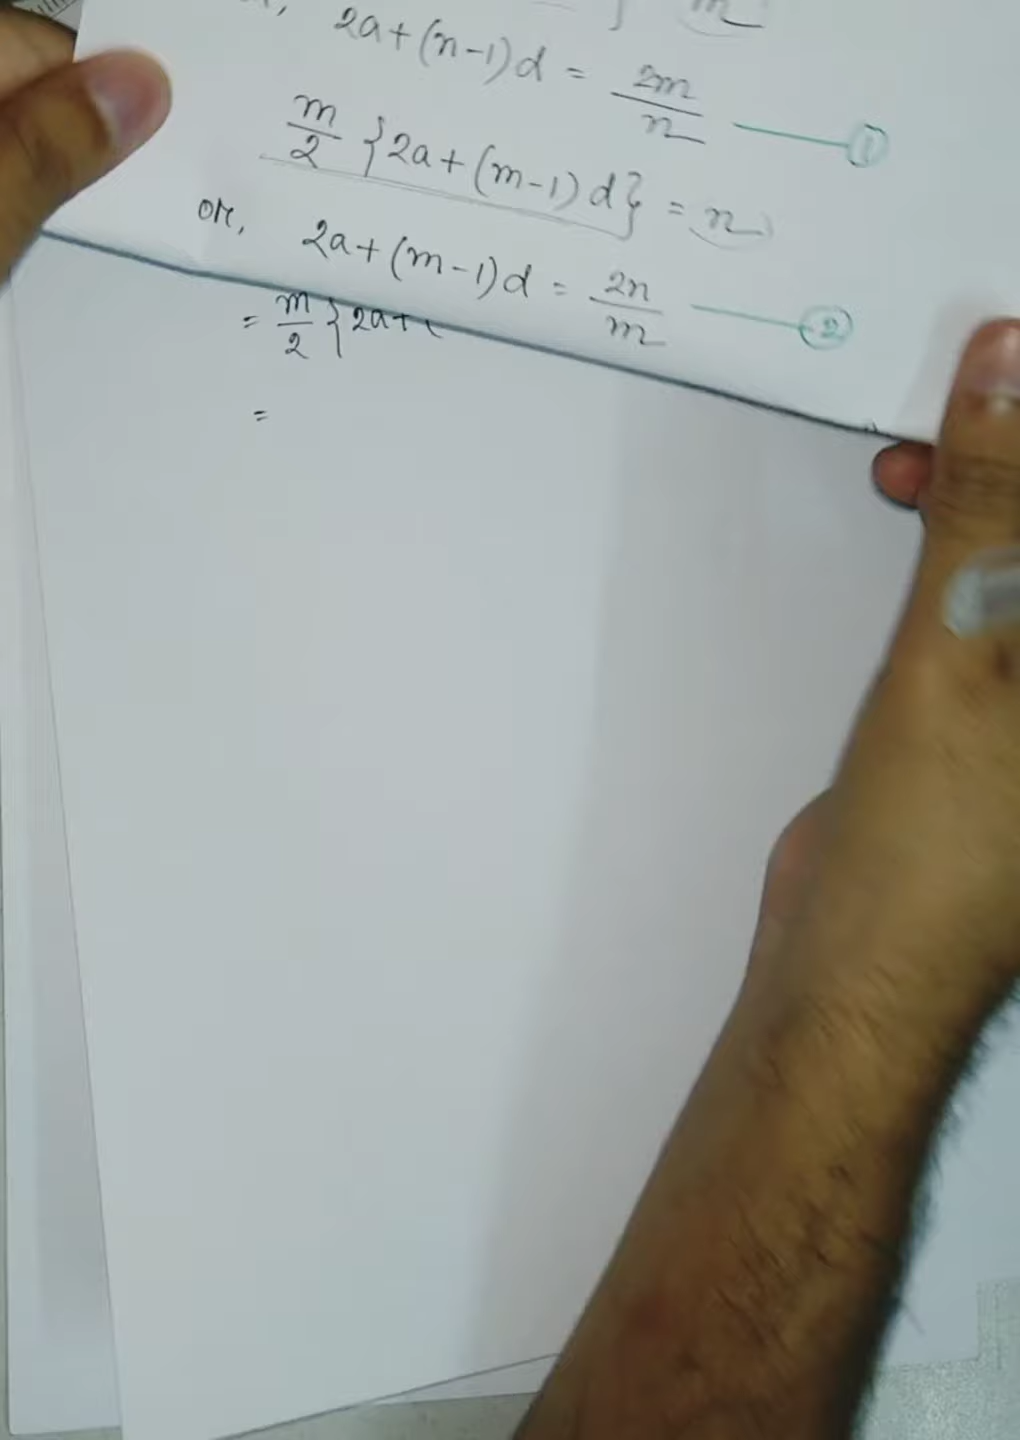 2a+(n-1)d = 2m/n —— ①
m/2 {2a+(m-1)d} = n
or, 2a+(m-1)d = 2n/m —— ②
= m/2 {2a+(
=